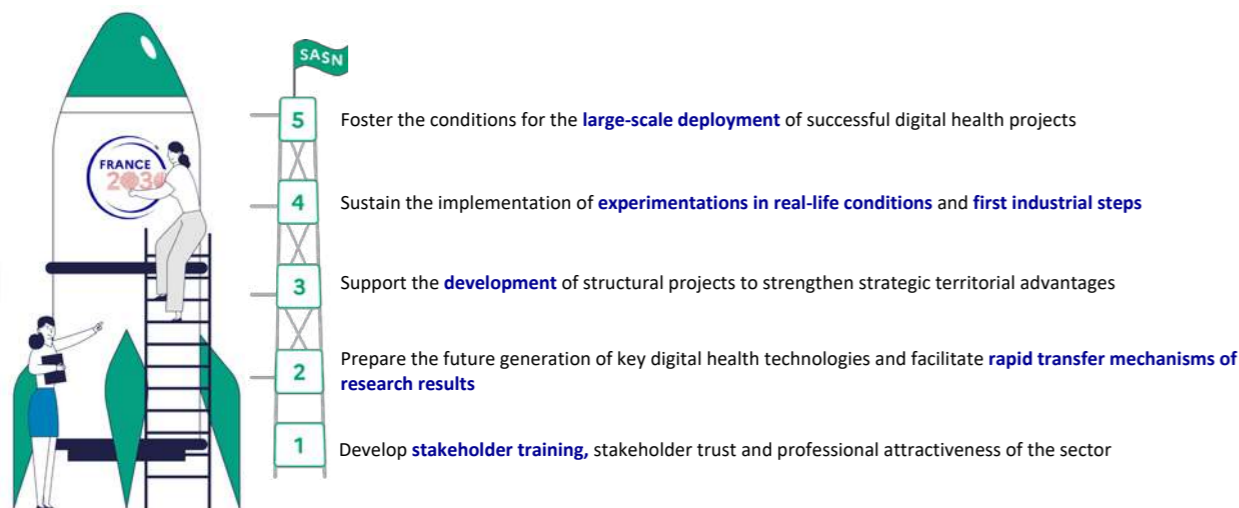 SASN
5 Foster the conditions for the large-scale deployment of successful digital health projects
FRANCE
2030
4 Sustain the implementation of experimentations in real-life conditions and first industrial steps
3 Support the development of structural projects to strengthen strategic territorial advantages
2 Prepare the future generation of key digital health technologies and facilitate rapid transfer mechanisms of
research results
1 Develop stakeholder training, stakeholder trust and professional attractiveness of the sector